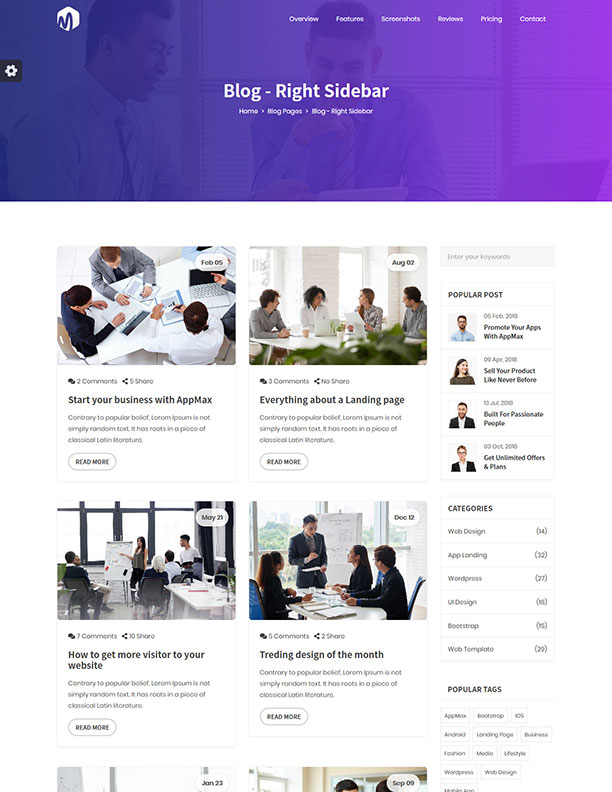 Overview Features Screenshots Reviews Pricing Contact
Blog - Right Sidebar
Home > Blog Pages > Blog - Right Sidebar
Feb 05
2 Comments 5 Share
Start your business with AppMax
Contrary to popular belief, Lorem Ipsum is not
simply random text. It has roots in a piece of
classical Latin literature.
READ MORE
Aug 02
3 Comments No Share
Everything about a Landing page
Contrary to popular belief, Lorem Ipsum is not
simply random text. It has roots in a piece of
classical Latin literature.
READ MORE
May 21
7 Comments 10 Share
How to get more visitor to your
website
Contrary to popular belief, Lorem Ipsum is not
simply random text. It has roots in a piece of
classical Latin literature.
READ MORE
Dec 12
5 Comments 2 Share
Treding design of the month
Contrary to popular belief, Lorem Ipsum is not
simply random text. It has roots in a piece of
classical Latin literature.
READ MORE
Jan 23
Sep 09
Enter your keywords
POPULAR POST
05 Feb, 2018
Promote Your Apps
With AppMax
09 Apr, 2018
Sell Your Product
Like Never Before
13 Jul, 2018
Built For Passionate
People
03 Oct, 2018
Get Unlimited Offers
& Plans
CATEGORIES
Web Design (14)
App Landing (32)
Wordpress (27)
UI Design (18)
Bootstrap (15)
Web Template (29)
POPULAR TAGS
AppMax Bootstrap IOS
Android Landing Page Business
Fashion Media Lifestyle
Wordpress Web Design
Mobile App